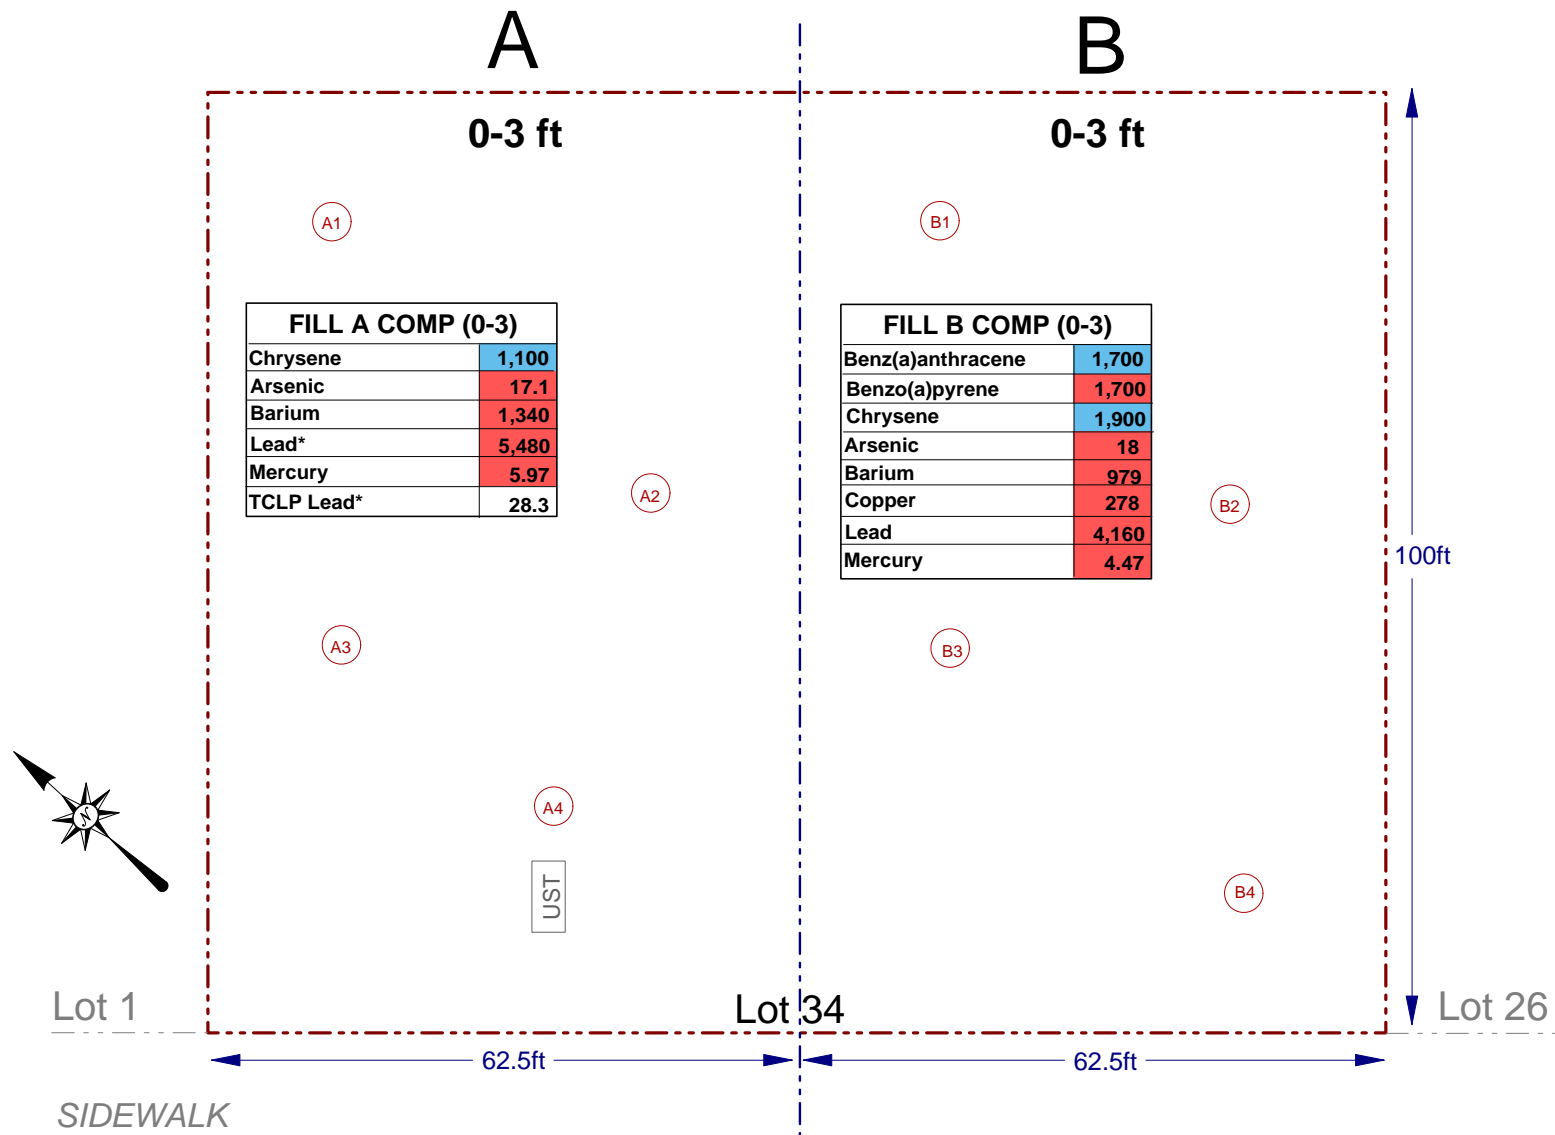 A
B
0-3 ft
0-3 ft
A1
B1
FILL A COMP (0-3)
Chrysene 1,100
Arsenic 17.1
Barium 1,340
Lead* 5,480
Mercury 5.97
TCLP Lead* 28.3
FILL B COMP (0-3)
Benz(a)anthracene 1,700
Benzo(a)pyrene 1,700
Chrysene 1,900
Arsenic 18
Barium 979
Copper 278
Lead 4,160
Mercury 4.47
A2
B2
100ft
A3
B3
N
A4
UST
B4
Lot 1
Lot 34
Lot 26
62.5ft
62.5ft
SIDEWALK